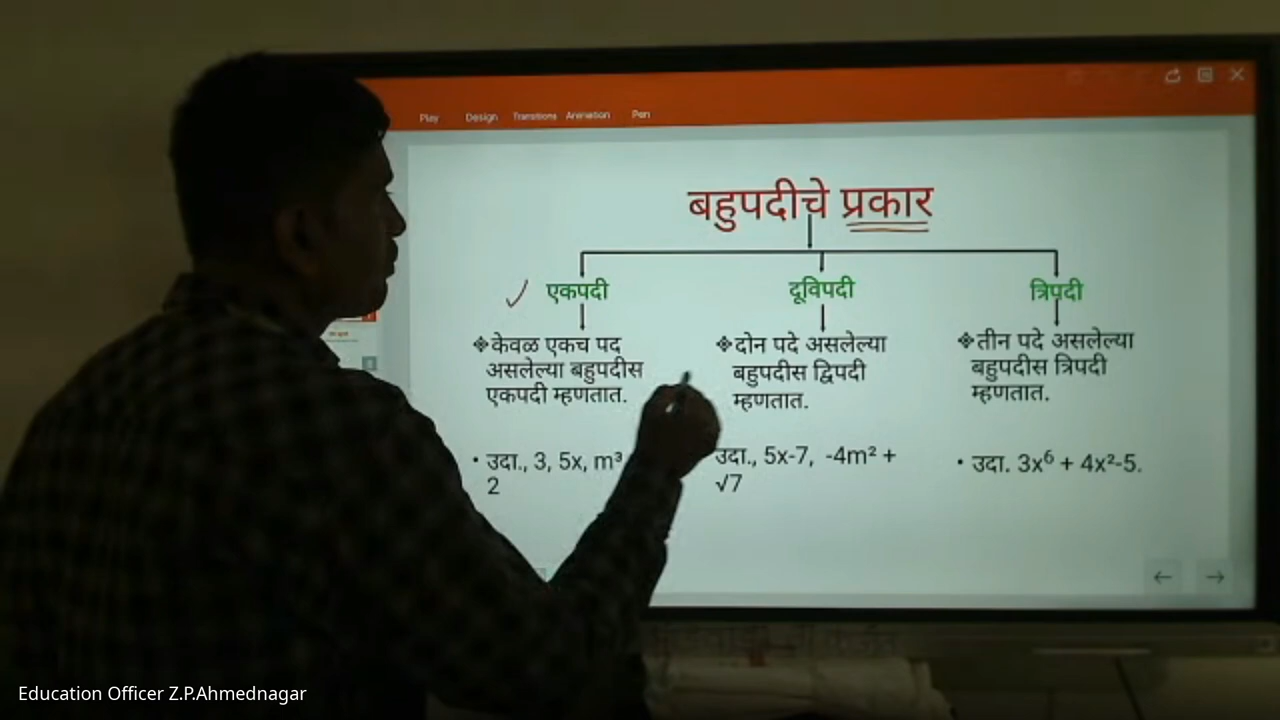 Play Design Transitions Animation Pen
बहुपदीचे प्रकार
एकपदी
❖केवळ एकच पद
असलेल्या बहुपदीस
एकपदी म्हणतात.
• उदा., 3, 5x, m³
2
दूविपदी
❖दोन पदे असलेल्या
बहुपदीस द्विपदी
म्हणतात.
उदा., 5x-7, -4m² +
√7
त्रिपदी
❖तीन पदे असलेल्या
बहुपदीस त्रिपदी
म्हणतात.
• उदा. 3x⁶ + 4x²-5.
Education Officer Z.P.Ahmednagar